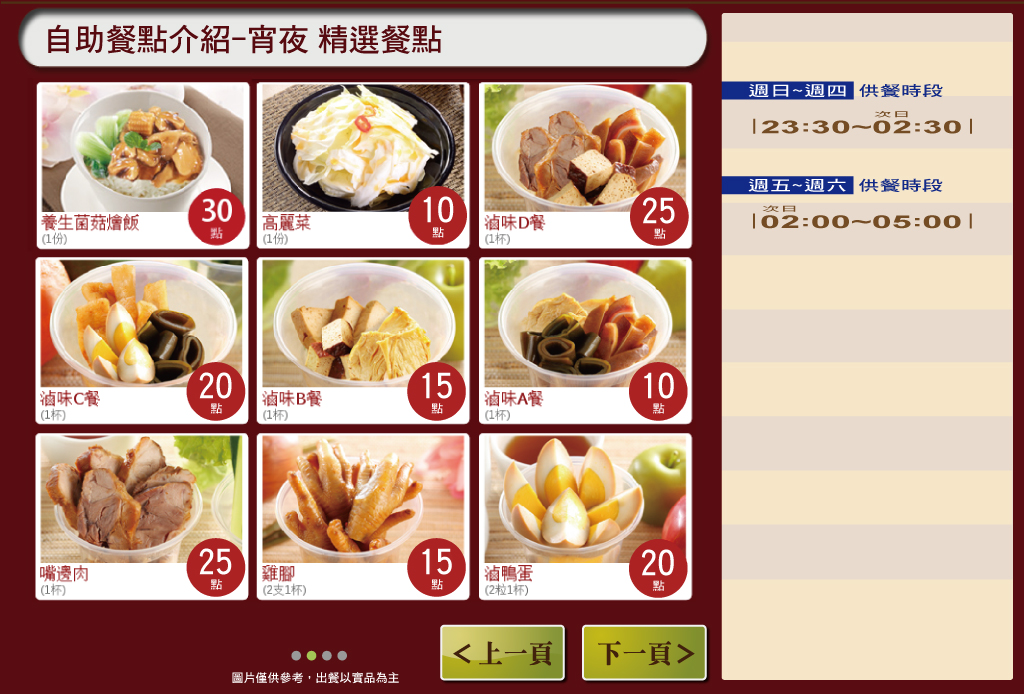 自助餐點介紹-宵夜 精選餐點
養生菌菇燴飯
(1份)
30
點
高麗菜
(1份)
10
點
滷味D餐
(1杯)
25
點
滷味C餐
(1杯)
20
點
滷味B餐
(1杯)
15
點
滷味A餐
(1杯)
10
點
嘴邊肉
(1杯)
25
點
雞腳
(2支1杯)
15
點
滷鴨蛋
(2粒1杯)
20
點
<上一頁
下一頁>
圖片僅供參考，出餐以實品為主
週日~週四 供餐時段
次日
|23:30~02:30|
週五~週六 供餐時段
次日
|02:00~05:00|